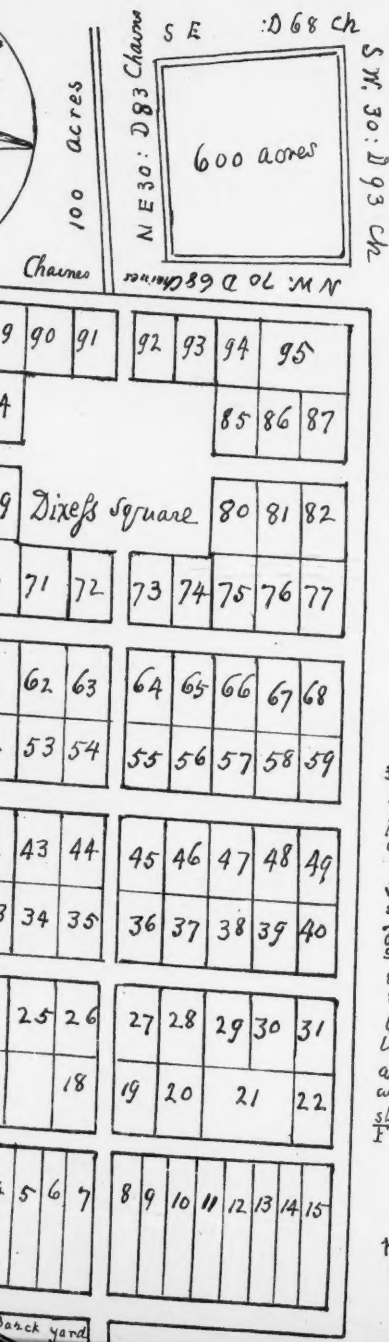 S E :D 68 Ch
S W. 30: D 93 Ch
N E 30: D 83 Chains
600 acres
N W. 70 D 68 Chaines
100 acres
Chaines
9 90 91 92 93 94 95
4 85 86 87
9 Dixess square 80 81 82
71 72 73 74 75 76 77
62 63 64 65 66 67 68
53 54 55 56 57 58 59
43 44 45 46 47 48 49
3 34 35 36 37 38 39 40
25 26 27 28 29 30 31
18 19 20 21 22
5 6 7 8 9 10 11 12 13 14 15
yard